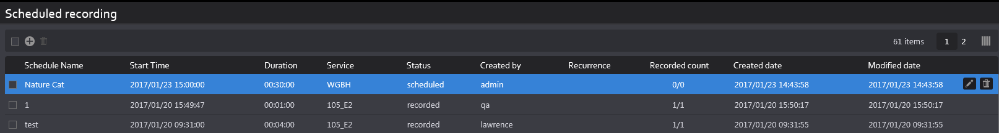 Scheduled recording
61 items 1 2
Schedule Name Start Time Duration Service Status Created by Recurrence Recorded count Created date Modified date
Nature Cat 2017/01/23 15:00:00 00:30:00 WGBH scheduled admin 0/0 2017/01/23 14:43:58 2017/01/23 14:43:58
1 2017/01/20 15:49:47 00:01:00 105_E2 recorded qa 1/1 2017/01/20 15:50:17 2017/01/20 15:50:17
test 2017/01/20 09:31:00 00:04:00 105_E2 recorded lawrence 1/1 2017/01/20 09:31:55 2017/01/20 09:31:55